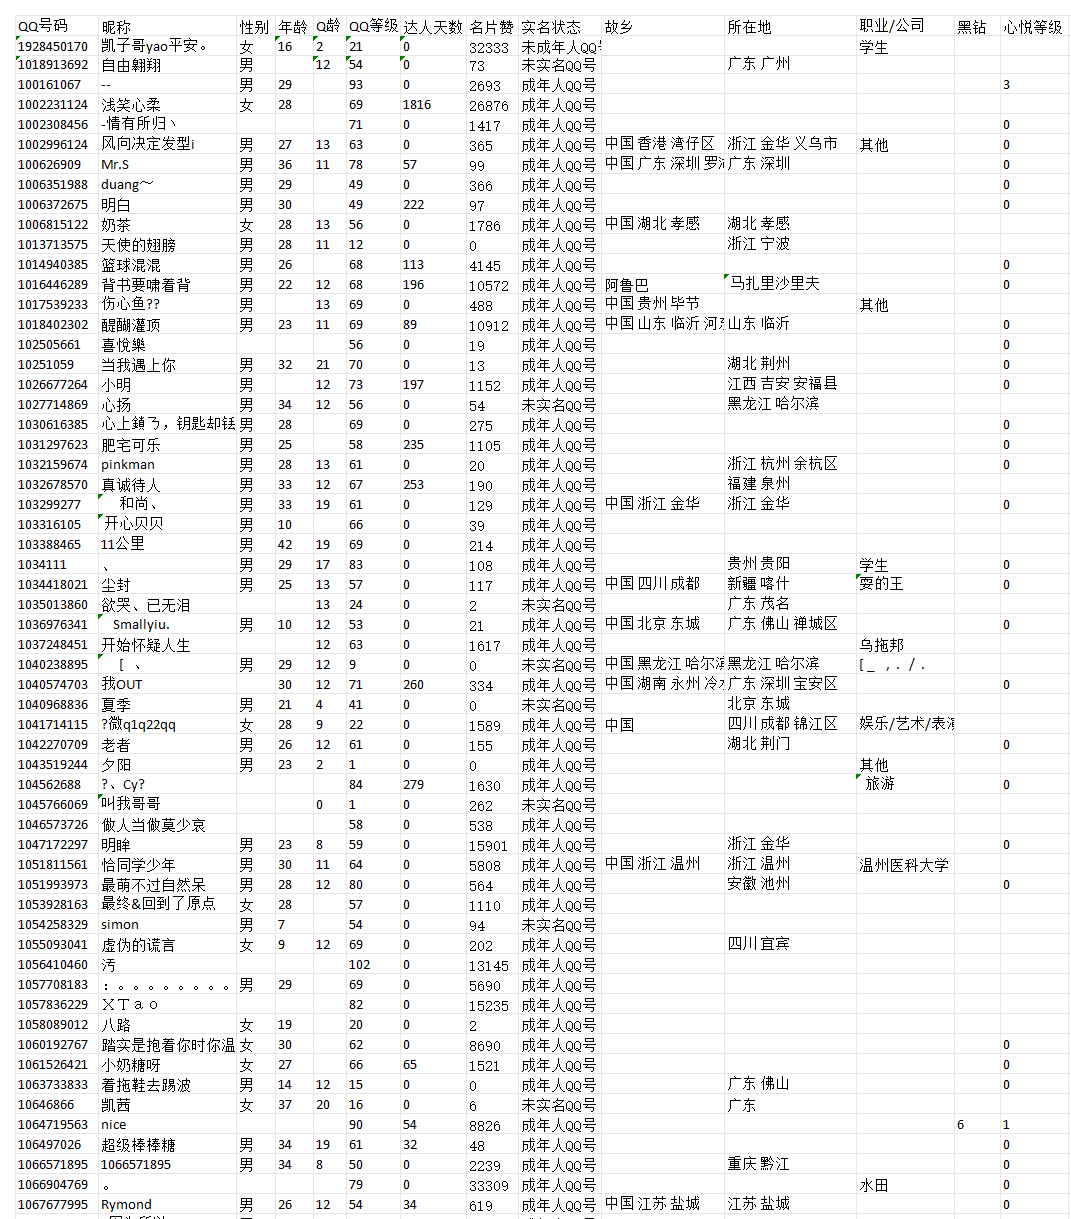 QQ号码 昵称 性别 年龄 Q龄 QQ等级 达人天数 名片赞 实名状态 故乡 所在地 职业/公司 黑钻 心悦等级
1928450170 凯子哥yao平安。 女 16 2 21 0 32333 未成年人QQ号 学生
1018913692 自由翱翔 男 12 54 0 73 未实名QQ号 广东 广州
100161067 -- 男 29 93 0 2693 成年人QQ号 3
1002231124 浅笑心柔 女 28 69 1816 26876 成年人QQ号
1002308456 -情有所归丶 71 0 1417 成年人QQ号 0
1002996124 风向决定发型i 男 27 13 63 0 365 成年人QQ号 中国 香港 湾仔区 浙江 金华 义乌市 其他 0
100626909 Mr.S 男 36 11 78 57 99 成年人QQ号 中国 广东 深圳 广东 深圳 0
1006351988 duang～ 男 29 49 0 366 成年人QQ号 0
1006372675 明白 男 30 49 222 97 成年人QQ号 0
1006815122 奶茶 女 28 13 56 0 1786 成年人QQ号 中国 湖北 孝感 湖北 孝感
1013713575 天使的翅膀 男 28 11 12 0 0 成年人QQ号 浙江 宁波
1014940385 篮球混混 男 26 68 113 4145 成年人QQ号 0
1016446289 背书要啸着背 男 22 12 68 196 10572 成年人QQ号 阿鲁巴 马扎里沙里夫 0
1017539233 伤心鱼?? 男 13 69 0 488 成年人QQ号 中国 贵州 毕节 其他
1018402302 醍醐灌顶 男 23 11 69 89 10912 成年人QQ号 中国 山东 临沂 山东 临沂 0
102505661 喜悅樂 56 0 19 成年人QQ号 0
10251059 当我遇上你 男 32 21 70 0 13 成年人QQ号 湖北 荆州 0
1026677264 小明 男 12 73 197 1152 成年人QQ号 江西 吉安 安福县 0
1027714869 心扬 男 34 12 56 0 54 未实名QQ号 黑龙江 哈尔滨
1030616385 心上鎖ㄋ，钥匙却 男 28 69 0 275 成年人QQ号 0
1031297623 肥宅可乐 男 25 58 235 1105 成年人QQ号 0
1032159674 pinkman 男 28 13 61 0 20 成年人QQ号 浙江 杭州 余杭区 0
1032678570 真诚待人 男 33 12 67 253 190 成年人QQ号 福建 泉州
103299277 和尚、 男 33 19 61 0 129 成年人QQ号 中国 浙江 金华 浙江 金华 0
103316105 开心贝贝 男 10 66 0 39 成年人QQ号
103388465 11公里 男 42 19 69 0 214 成年人QQ号
1034111 、 男 29 17 83 0 108 成年人QQ号 贵州 贵阳 学生 0
1034418021 尘封 男 25 13 57 0 117 成年人QQ号 中国 四川 成都 新疆 喀什 耍的王 0
1035013860 欲哭、已无泪 13 24 0 2 未实名QQ号 广东 茂名
1036976341 Smallyiu. 男 10 12 53 0 21 成年人QQ号 中国 北京 东城 广东 佛山 禅城区 0
1037248451 开始怀疑人生 12 63 0 1617 成年人QQ号 乌拖邦
1040238895 [ 、 男 29 12 9 0 0 未实名QQ号 中国 黑龙江 哈尔滨 黑龙江 哈尔滨 [ _ , . / .
1040574703 我OUT 30 12 71 260 334 成年人QQ号 中国 湖南 永州 广东 深圳 宝安区 0
1040968836 夏季 男 21 4 41 0 0 未实名QQ号 北京 东城
1041714115 ?微q1q22qq 女 28 9 22 0 1589 成年人QQ号 中国 四川 成都 锦江区 娱乐/艺术/表演
1042270709 老者 男 26 12 61 0 155 成年人QQ号 湖北 荆门 0
1043519244 夕阳 男 23 2 1 0 0 成年人QQ号 其他
104562688 ?、Cy? 84 279 1630 成年人QQ号 旅游 0
1045766069 叫我哥哥 0 1 0 262 未实名QQ号
1046573726 做人当做莫少哀 58 0 538 成年人QQ号
1047172297 明眸 男 23 8 59 0 15901 成年人QQ号 浙江 金华 0
1051811561 恰同学少年 男 30 11 64 0 5808 成年人QQ号 中国 浙江 温州 浙江 温州 温州医科大学
1051993973 最萌不过自然呆 男 28 12 80 0 564 成年人QQ号 安徽 池州 0
1053928163 最终&回到了原点 女 28 57 0 1110 成年人QQ号
1054258329 simon 男 7 54 0 94 未实名QQ号
1055093041 虚伪的谎言 女 9 12 69 0 202 成年人QQ号 四川 宜宾
1056410460 汚 102 0 13145 成年人QQ号
1057708183 ：。。。。。。。。 男 29 69 0 5690 成年人QQ号
1057836229 ＸＴａｏ 82 0 15235 成年人QQ号
1058089012 八路 女 19 20 0 2 成年人QQ号
1060192767 踏实是抱着你时你温 女 30 62 0 8690 成年人QQ号 0
1061526421 小奶糖呀 女 27 66 65 1521 成年人QQ号 0
1063733833 着拖鞋去踢波 男 14 12 15 0 0 成年人QQ号 广东 佛山 0
10646866 凯茜 女 37 20 16 0 6 未实名QQ号 广东
1064719563 nice 90 54 8826 成年人QQ号 6 1
106497026 超级棒棒糖 男 34 19 61 32 48 成年人QQ号 0
1066571895 1066571895 男 34 8 50 0 2239 成年人QQ号 重庆 黔江 0
1066904769 。 79 0 33309 成年人QQ号 水田 0
1067677995 Rymond 男 26 12 54 34 619 成年人QQ号 中国 江苏 盐城 江苏 盐城 0